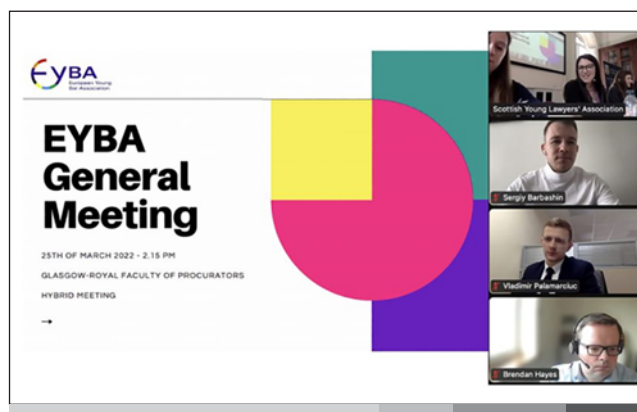 EYBA
European Young
Bar Association
EYBA
General
Meeting
25TH OF MARCH 2022 - 2.15 PM
GLASGOW-ROYAL FACULTY OF PROCURATORS
HYBRID MEETING
Scottish Young Lawyers' Association
Sergiy Barbashin
Vladimir Palamarciuc
Brendan Hayes